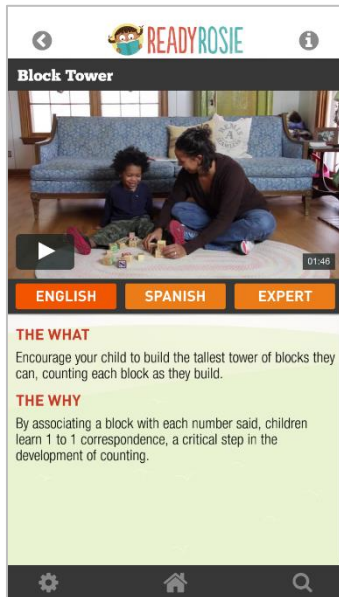 READYROSIE
Block Tower
01:46
ENGLISH SPANISH EXPERT
THE WHAT
Encourage your child to build the tallest tower of blocks they
can, counting each block as they build.
THE WHY
By associating a block with each number said, children
learn 1 to 1 correspondence, a critical step in the
development of counting.